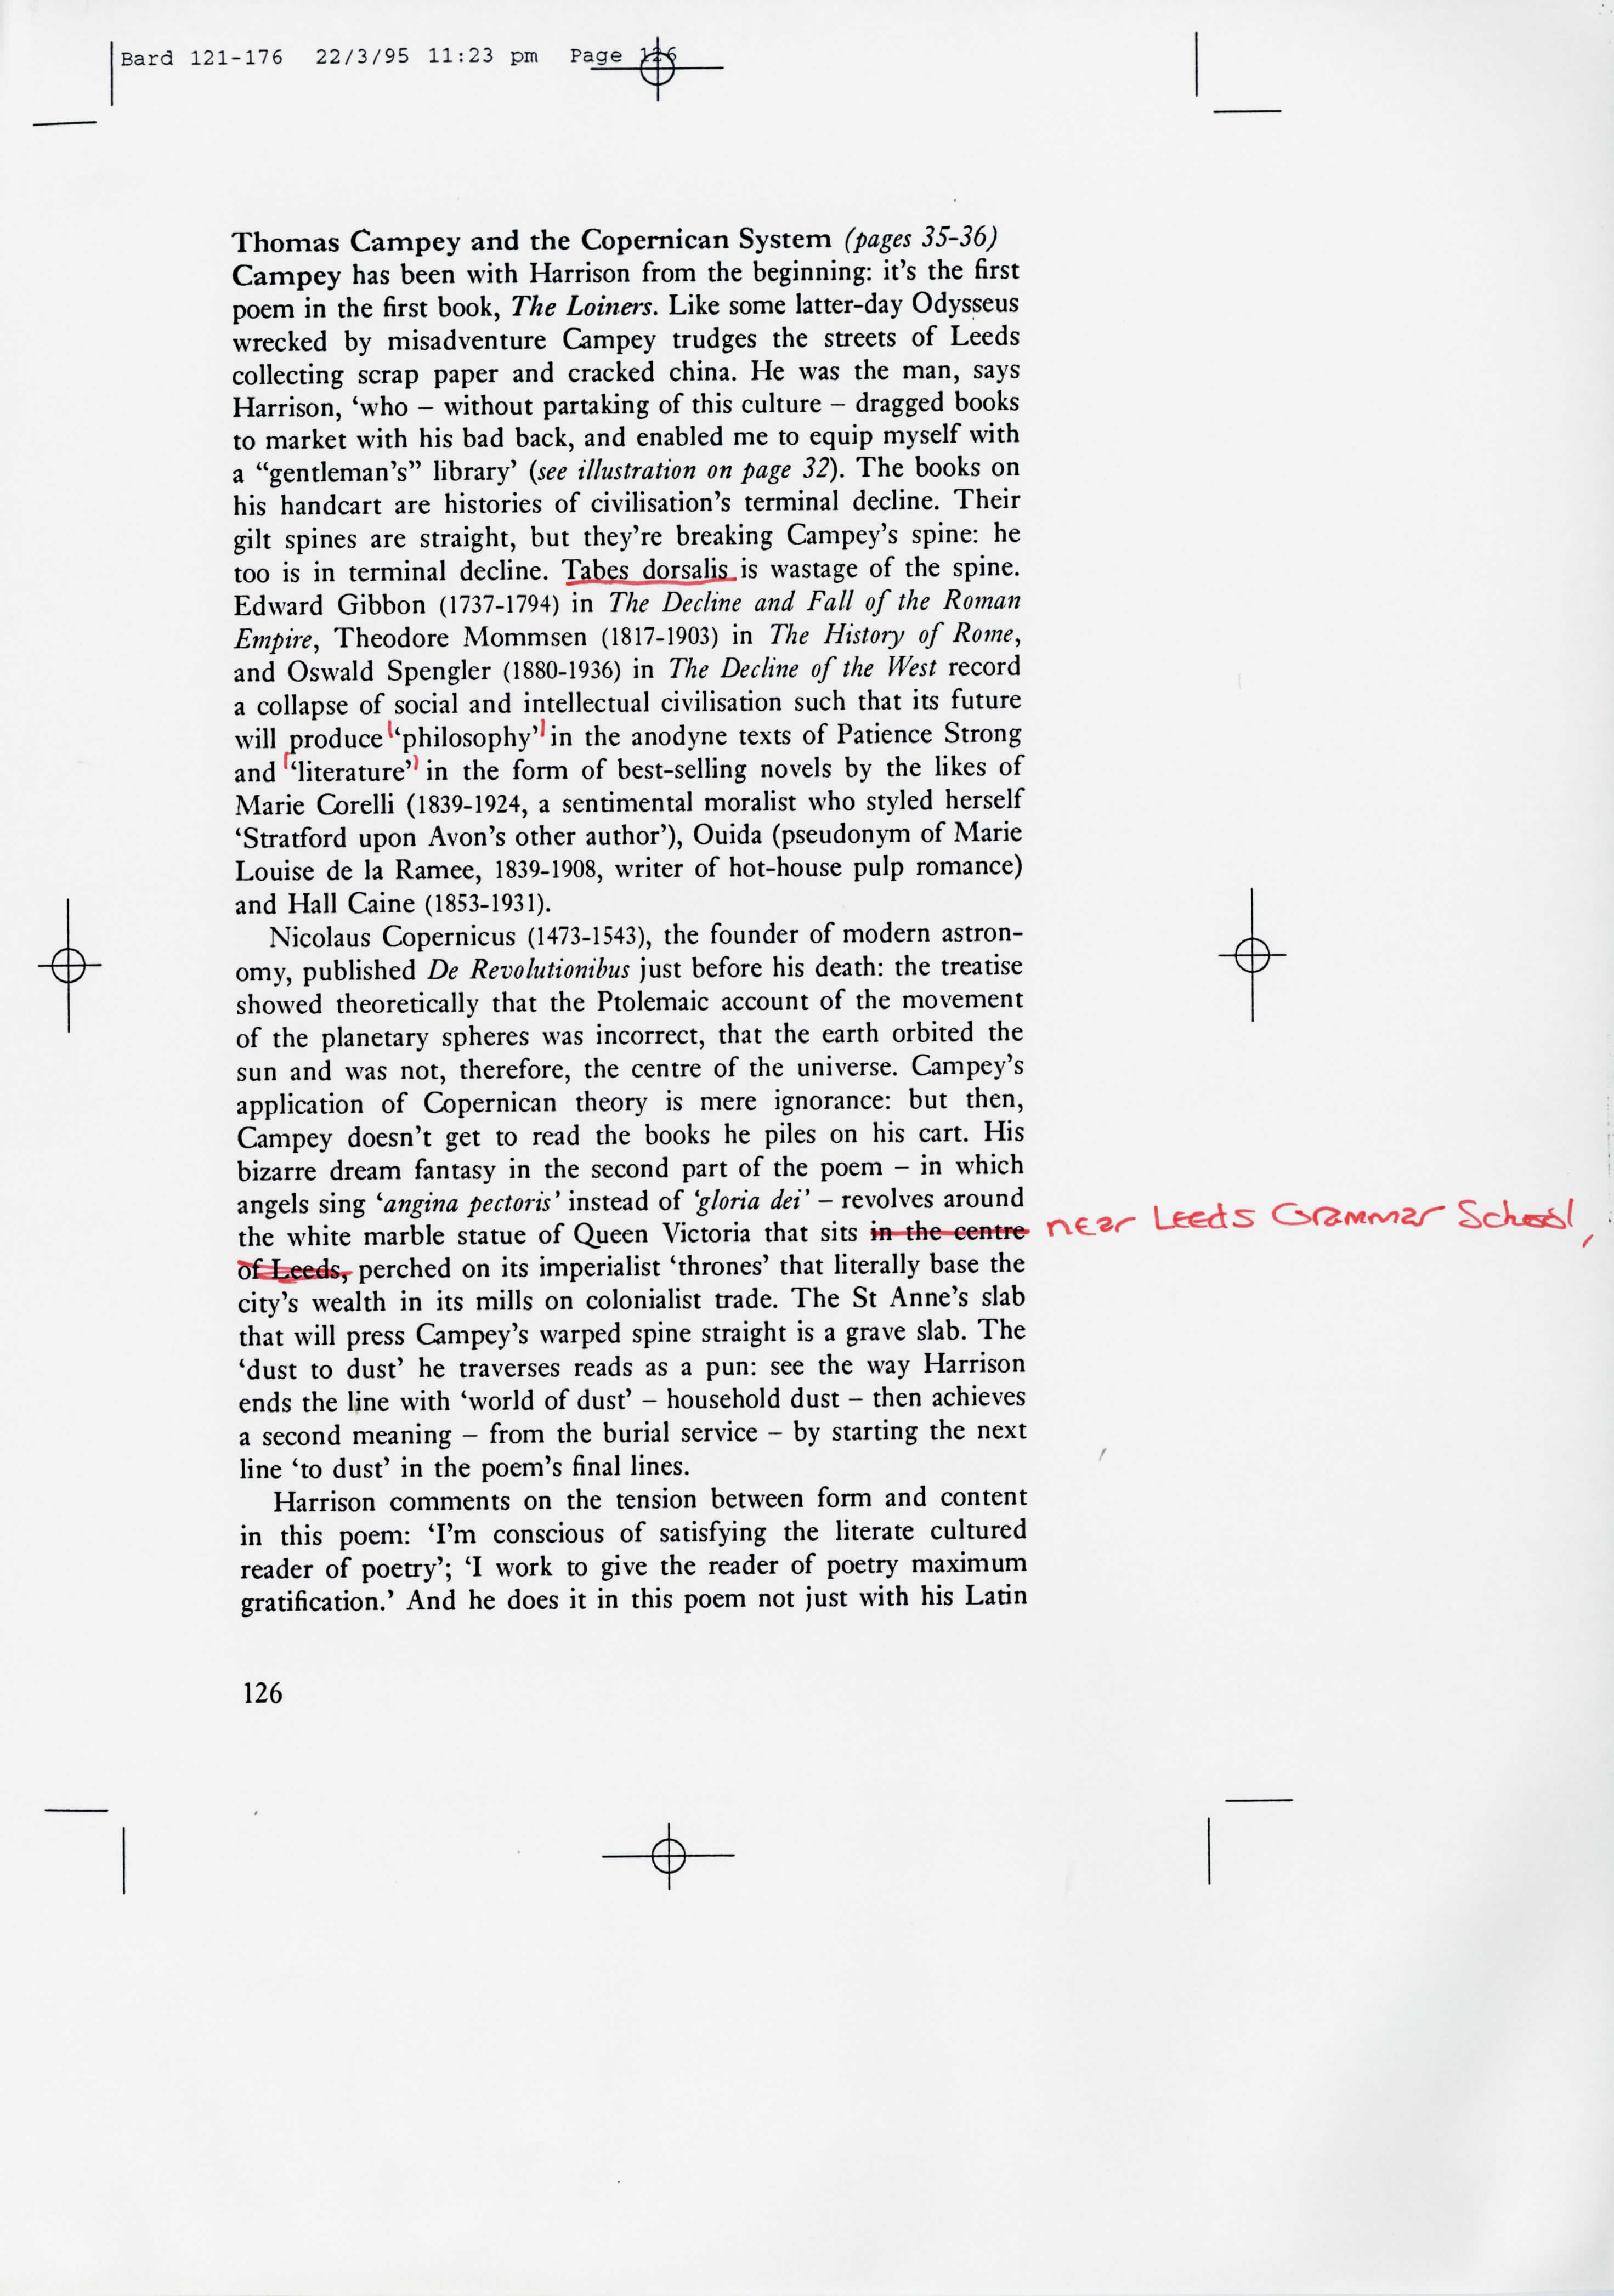 Bard 121-176 22/3/95 11:23 pm Page 126
Thomas Campey and the Copernican System (pages 35-36)
Campey has been with Harrison from the beginning: it's the first
poem in the first book, The Loiners. Like some latter-day Odysseus
wrecked by misadventure Campey trudges the streets of Leeds
collecting scrap paper and cracked china. He was the man, says
Harrison, ‘who – without partaking of this culture – dragged books
to market with his bad back, and enabled me to equip myself with
a “gentleman's” library’ (see illustration on page 32). The books on
his handcart are histories of civilisation's terminal decline. Their
gilt spines are straight, but they're breaking Campey's spine: he
too is in terminal decline. Tabes dorsalis is wastage of the spine.
Edward Gibbon (1737-1794) in The Decline and Fall of the Roman
Empire, Theodore Mommsen (1817-1903) in The History of Rome,
and Oswald Spengler (1880-1936) in The Decline of the West record
a collapse of social and intellectual civilisation such that its future
will produce ‘‘philosophy’’ in the anodyne texts of Patience Strong
and ‘‘literature’’ in the form of best-selling novels by the likes of
Marie Corelli (1839-1924, a sentimental moralist who styled herself
‘Stratford upon Avon's other author’), Ouida (pseudonym of Marie
Louise de la Ramee, 1839-1908, writer of hot-house pulp romance)
and Hall Caine (1853-1931).
Nicolaus Copernicus (1473-1543), the founder of modern astron-
omy, published De Revolutionibus just before his death: the treatise
showed theoretically that the Ptolemaic account of the movement
of the planetary spheres was incorrect, that the earth orbited the
sun and was not, therefore, the centre of the universe. Campey's
application of Copernican theory is mere ignorance: but then,
Campey doesn't get to read the books he piles on his cart. His
bizarre dream fantasy in the second part of the poem – in which
angels sing ‘angina pectoris’ instead of ‘gloria dei’ – revolves around
the white marble statue of Queen Victoria that sits in the centre near Leeds Grammar School,
of Leeds, perched on its imperialist ‘thrones’ that literally base the
city's wealth in its mills on colonialist trade. The St Anne's slab
that will press Campey's warped spine straight is a grave slab. The
‘dust to dust’ he traverses reads as a pun: see the way Harrison
ends the line with ‘world of dust’ – household dust – then achieves
a second meaning – from the burial service – by starting the next
line ‘to dust’ in the poem's final lines.
Harrison comments on the tension between form and content
in this poem: ‘I'm conscious of satisfying the literate cultured
reader of poetry’; ‘I work to give the reader of poetry maximum
gratification.’ And he does it in this poem not just with his Latin
126